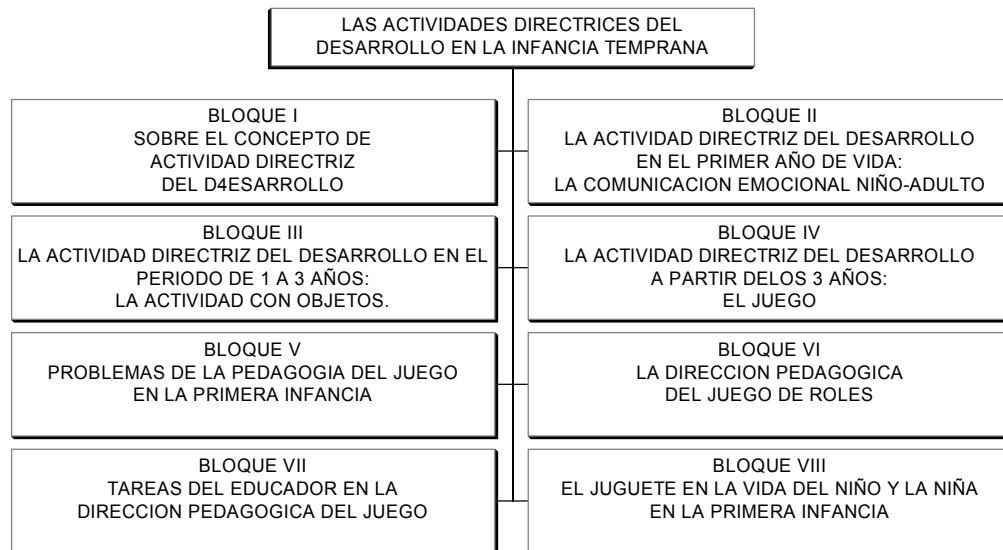 LAS ACTIVIDADES DIRECTRICES DEL
DESARROLLO EN LA INFANCIA TEMPRANA
BLOQUE I
SOBRE EL CONCEPTO DE
ACTIVIDAD DIRECTRIZ
DEL D4ESARROLLO
BLOQUE II
LA ACTIVIDAD DIRECTRIZ DEL DESARROLLO
EN EL PRIMER AÑO DE VIDA:
LA COMUNICACION EMOCIONAL NIÑO-ADULTO
BLOQUE III
LA ACTIVIDAD DIRECTRIZ DEL DESARROLLO EN EL
PERIODO DE 1 A 3 AÑOS:
LA ACTIVIDAD CON OBJETOS.
BLOQUE IV
LA ACTIVIDAD DIRECTRIZ DEL DESARROLLO
A PARTIR DELOS 3 AÑOS:
EL JUEGO
BLOQUE V
PROBLEMAS DE LA PEDAGOGIA DEL JUEGO
EN LA PRIMERA INFANCIA
BLOQUE VI
LA DIRECCION PEDAGOGICA
DEL JUEGO DE ROLES
BLOQUE VII
TAREAS DEL EDUCADOR EN LA
DIRECCION PEDAGOGICA DEL JUEGO
BLOQUE VIII
EL JUGUETE EN LA VIDA DEL NIÑO Y LA NIÑA
EN LA PRIMERA INFANCIA